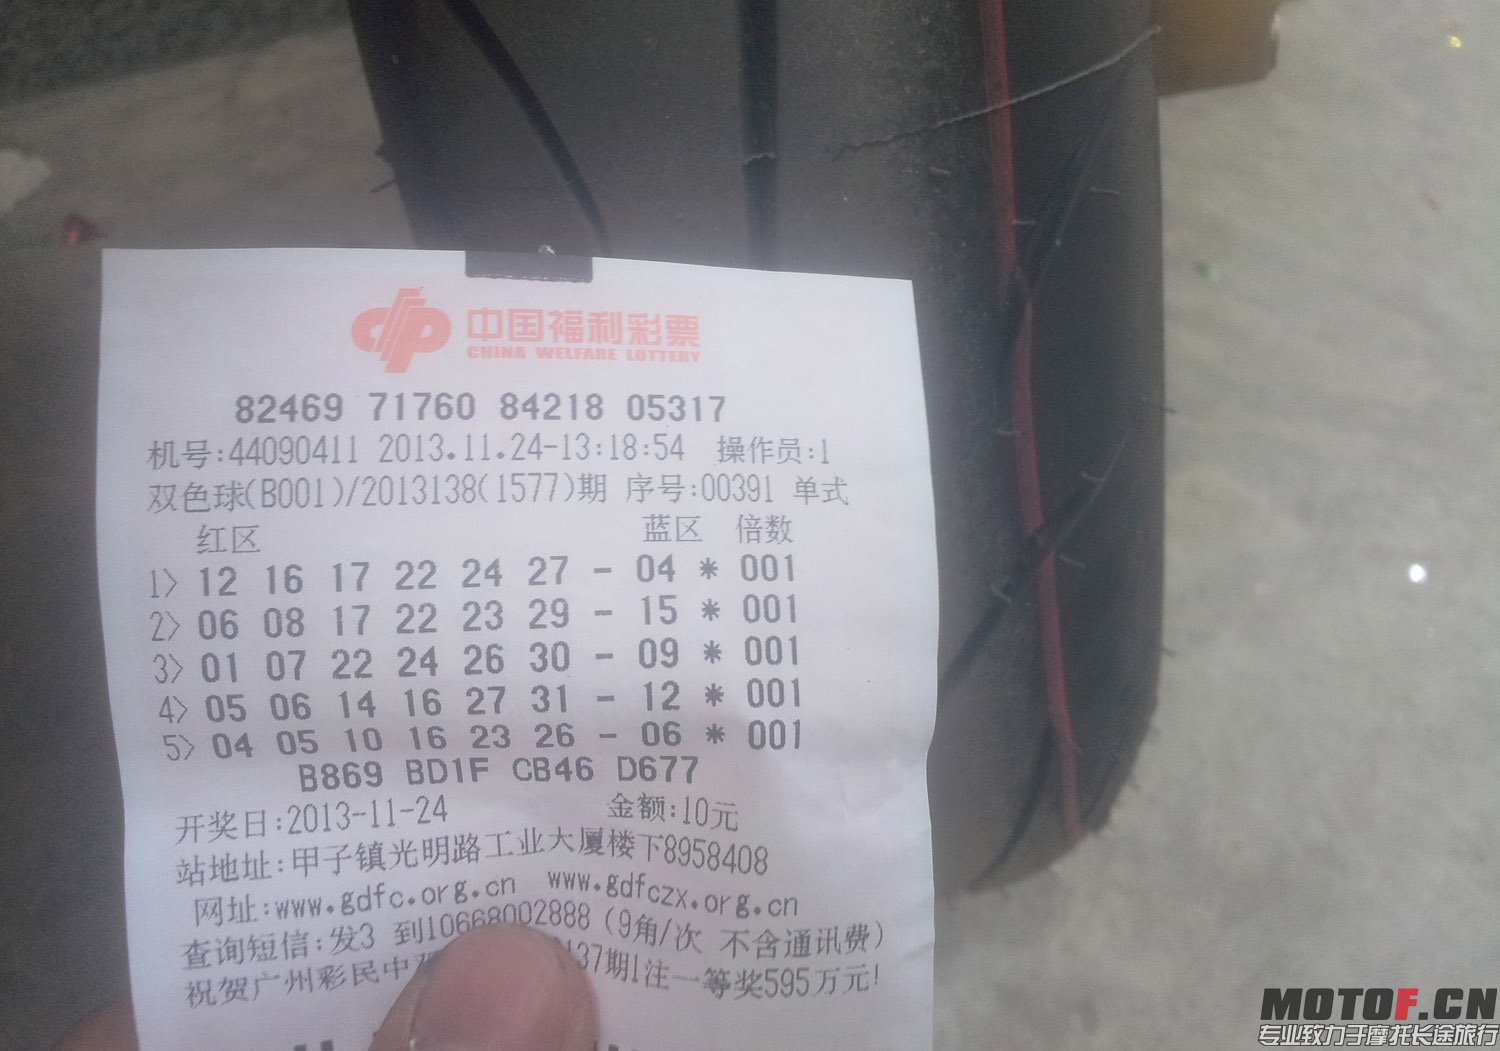 中国福利彩票
CHINA WELFARE LOTTERY
82469 71760 84218 05317
机号:44090411 2013.11.24-13:18:54 操作员:1
双色球(B001)/2013138(1577)期 序号:00391 单式
红区 蓝区 倍数
1> 12 16 17 22 24 27 - 04 * 001
2> 06 08 17 22 23 29 - 15 * 001
3> 01 07 22 24 26 30 - 09 * 001
4> 05 06 14 16 27 31 - 12 * 001
5> 04 05 10 16 23 26 - 06 * 001
B869 BD1F CB46 D677
开奖日:2013-11-24 金额:10元
站地址:甲子镇光明路工业大厦楼下8958408
网址:www.gdfc.org.cn www.gdfczx.org.cn
查询短信:发3 到10668002888(9角/次 不含通讯费)
祝贺广州彩民中 137期1注一等奖595万元!
MOTOF.CN
专业致力于摩托长途旅行